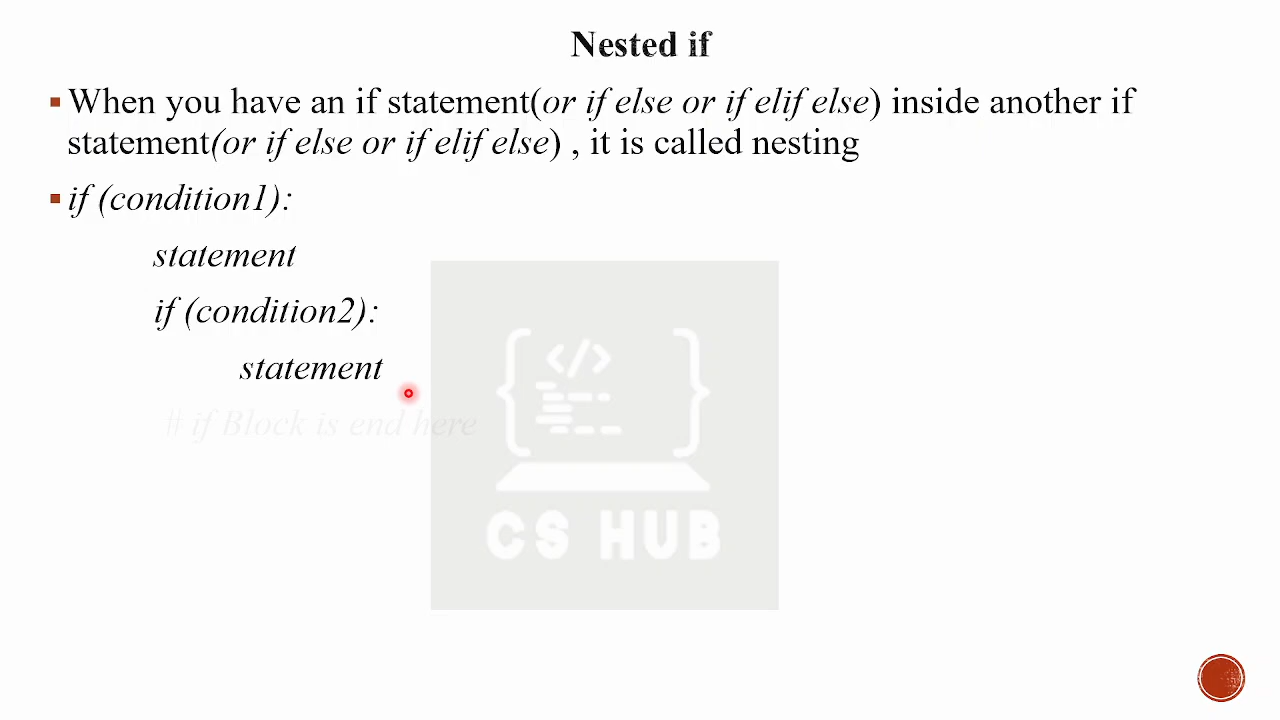 Nested if
When you have an if statement(or if else or if elif else) inside another if
statement(or if else or if elif else) , it is called nesting
if (condition1):
statement
if (condition2):
statement
# if Block is end here
</> 
CS HUB